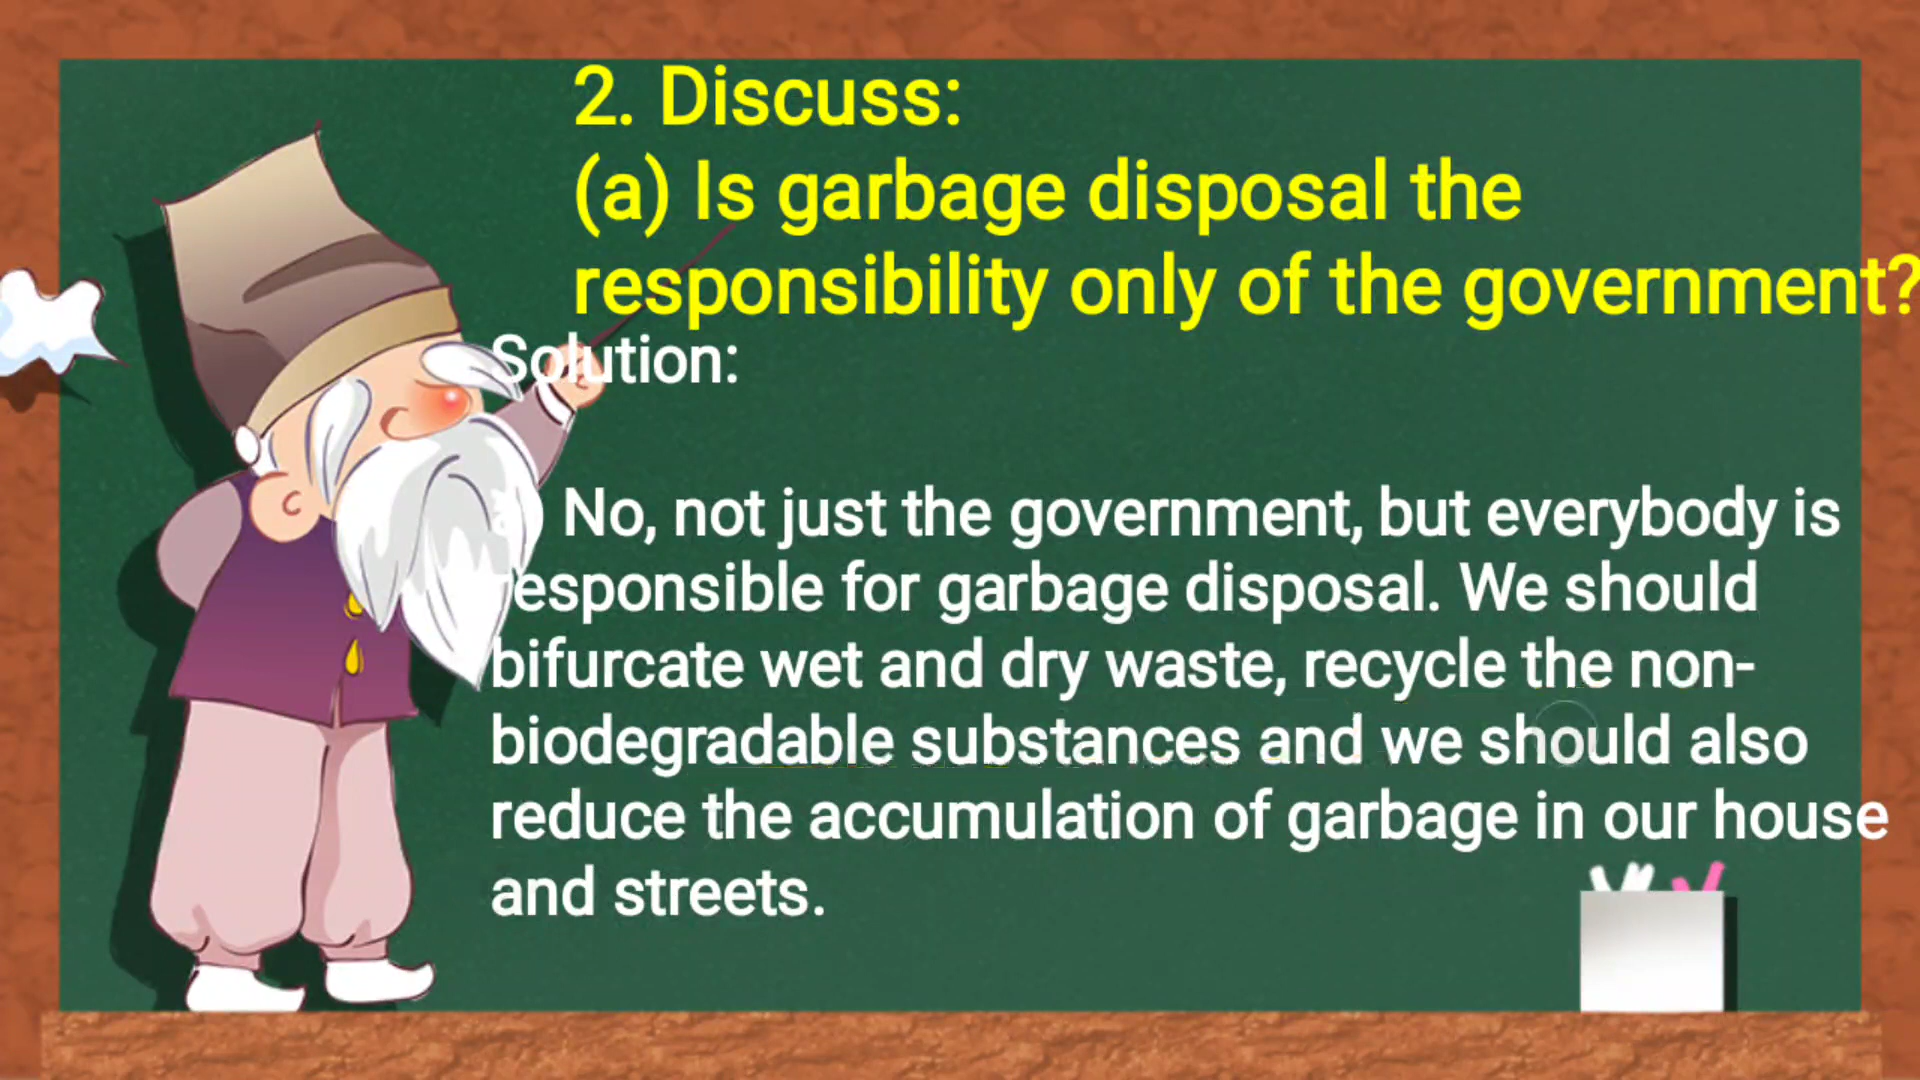 2. Discuss:
(a) Is garbage disposal the
responsibility only of the government?
Solution:
No, not just the government, but everybody is
responsible for garbage disposal. We should
bifurcate wet and dry waste, recycle the non-
biodegradable substances and we should also
reduce the accumulation of garbage in our house
and streets.